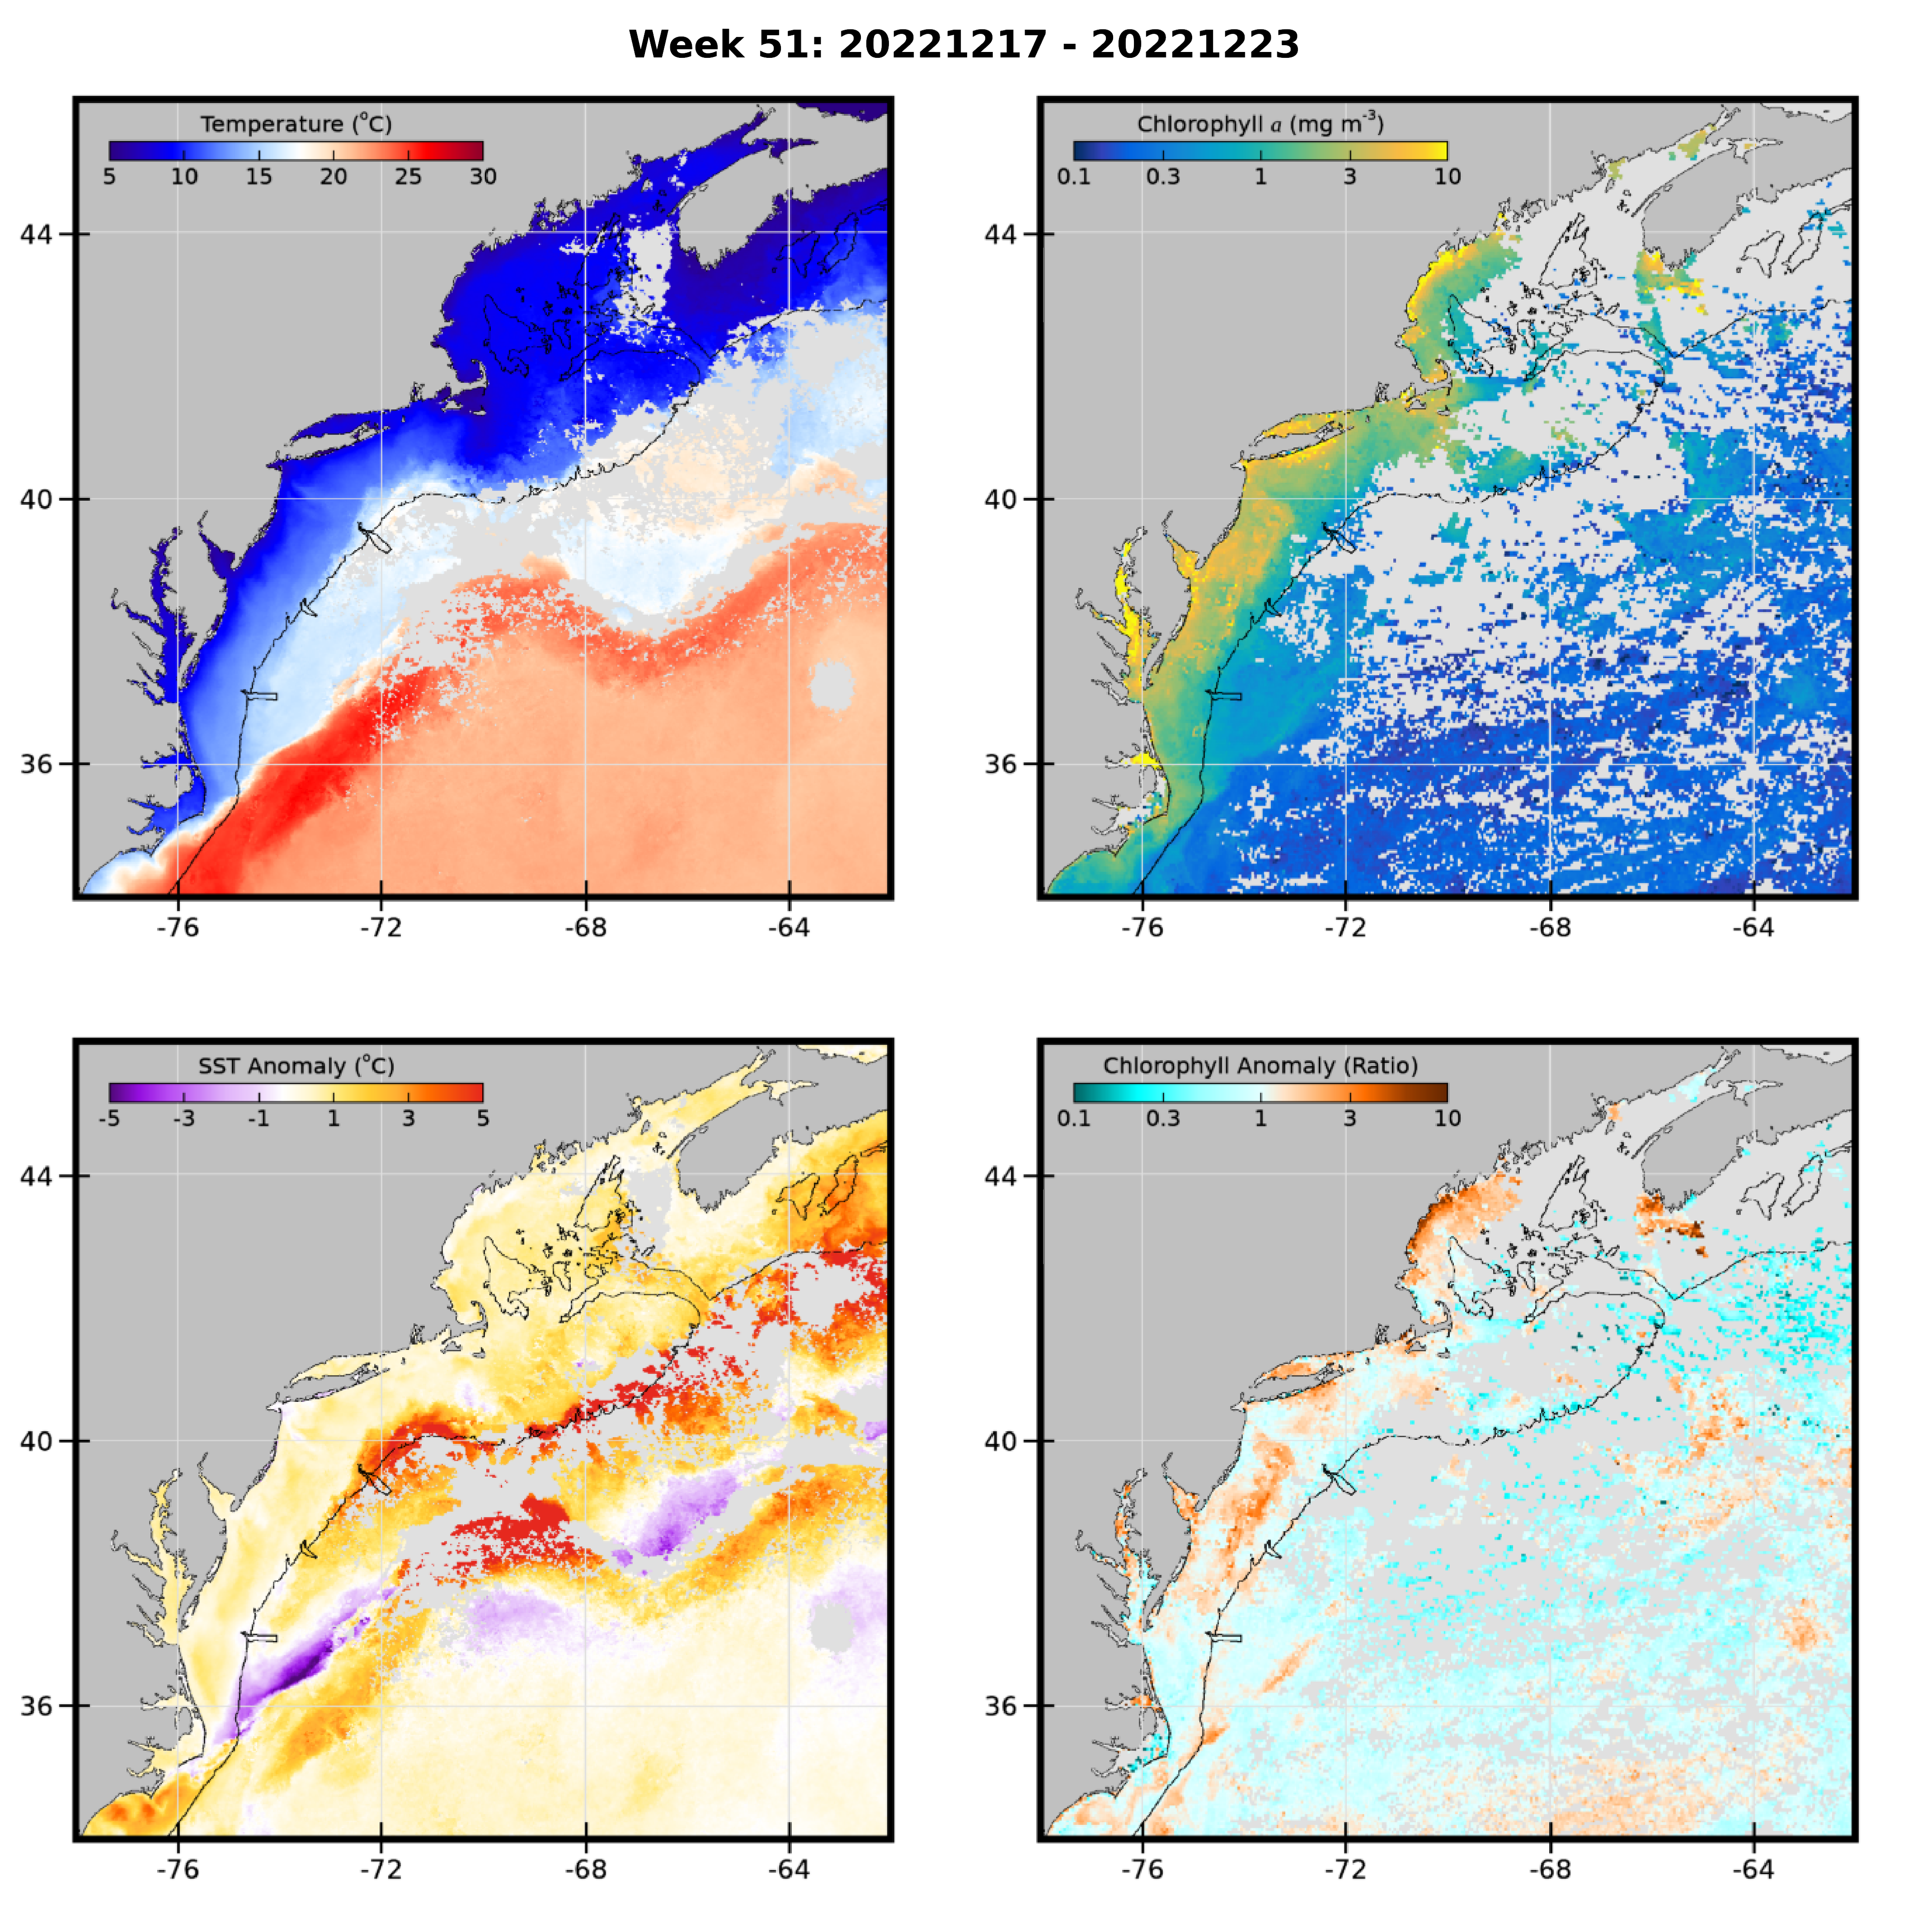 Week 51: 20221217 - 20221223
Temperature (°C)
5 10 15 20 25 30
44
40
36
-76 -72 -68 -64
Chlorophyll a (mg m⁻³)
0.1 0.3 1 3 10
44
40
36
-76 -72 -68 -64
SST Anomaly (°C)
-5 -3 -1 1 3 5
44
40
36
-76 -72 -68 -64
Chlorophyll Anomaly (Ratio)
0.1 0.3 1 3 10
44
40
36
-76 -72 -68 -64